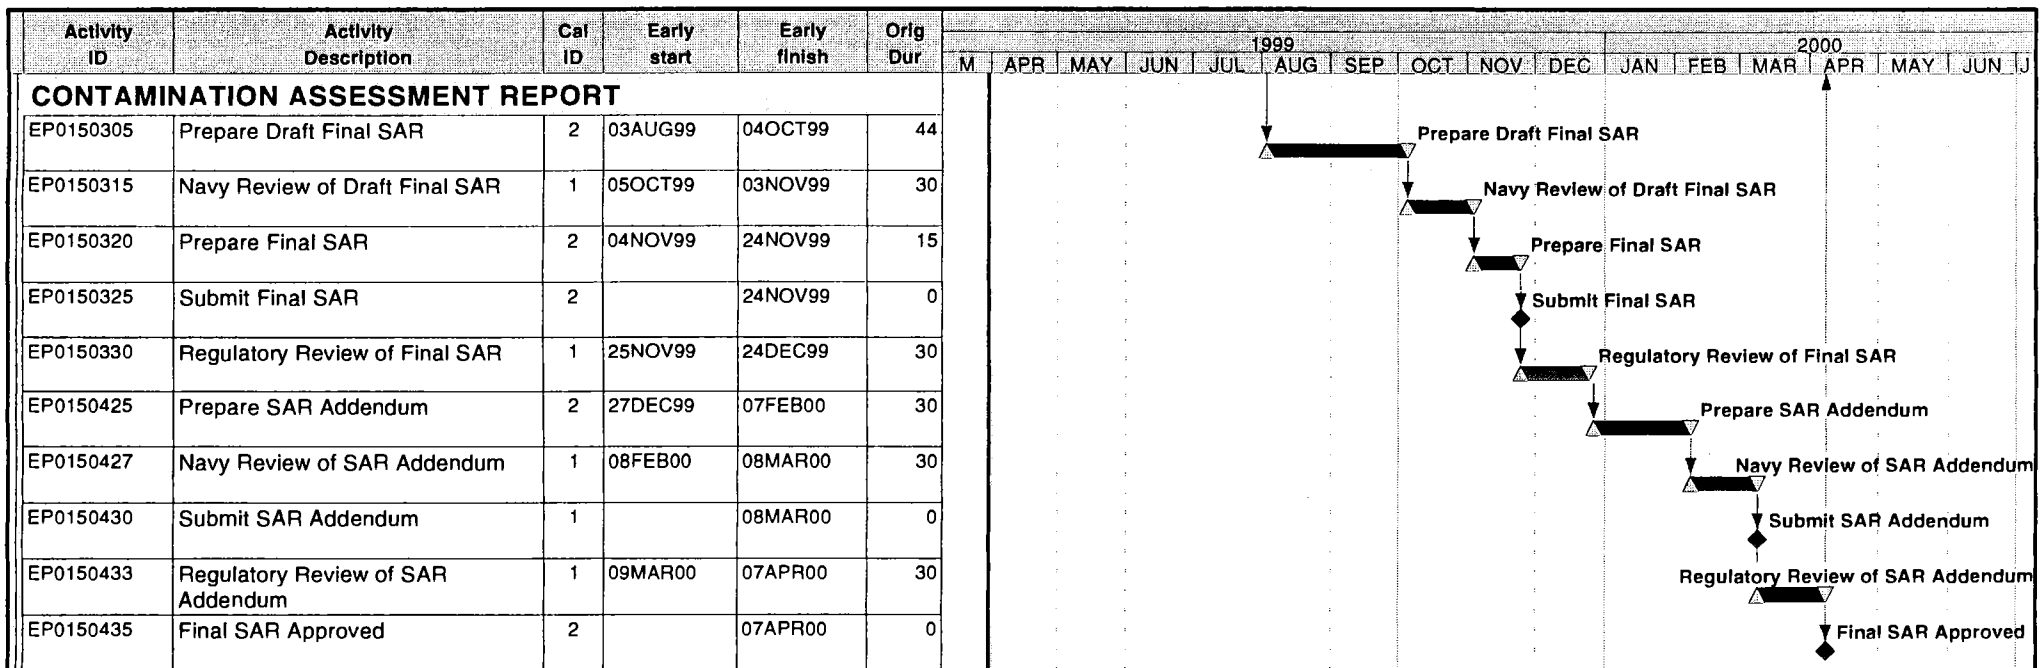 Activity ID Activity Description Cal ID Early start Early finish Orig Dur
1999 2000
M APR MAY JUN JUL AUG SEP OCT NOV DEC JAN FEB MAR APR MAY JUN J
CONTAMINATION ASSESSMENT REPORT
EP0150305 Prepare Draft Final SAR 2 03AUG99 04OCT99 44 Prepare Draft Final SAR
EP0150315 Navy Review of Draft Final SAR 1 05OCT99 03NOV99 30 Navy Review of Draft Final SAR
EP0150320 Prepare Final SAR 2 04NOV99 24NOV99 15 Prepare Final SAR
EP0150325 Submit Final SAR 2 24NOV99 0 Submit Final SAR
EP0150330 Regulatory Review of Final SAR 1 25NOV99 24DEC99 30 Regulatory Review of Final SAR
EP0150425 Prepare SAR Addendum 2 27DEC99 07FEB00 30 Prepare SAR Addendum
EP0150427 Navy Review of SAR Addendum 1 08FEB00 08MAR00 30 Navy Review of SAR Addendum
EP0150430 Submit SAR Addendum 1 08MAR00 0 Submit SAR Addendum
EP0150433 Regulatory Review of SAR Addendum 1 09MAR00 07APR00 30 Regulatory Review of SAR Addendum
EP0150435 Final SAR Approved 2 07APR00 0 Final SAR Approved